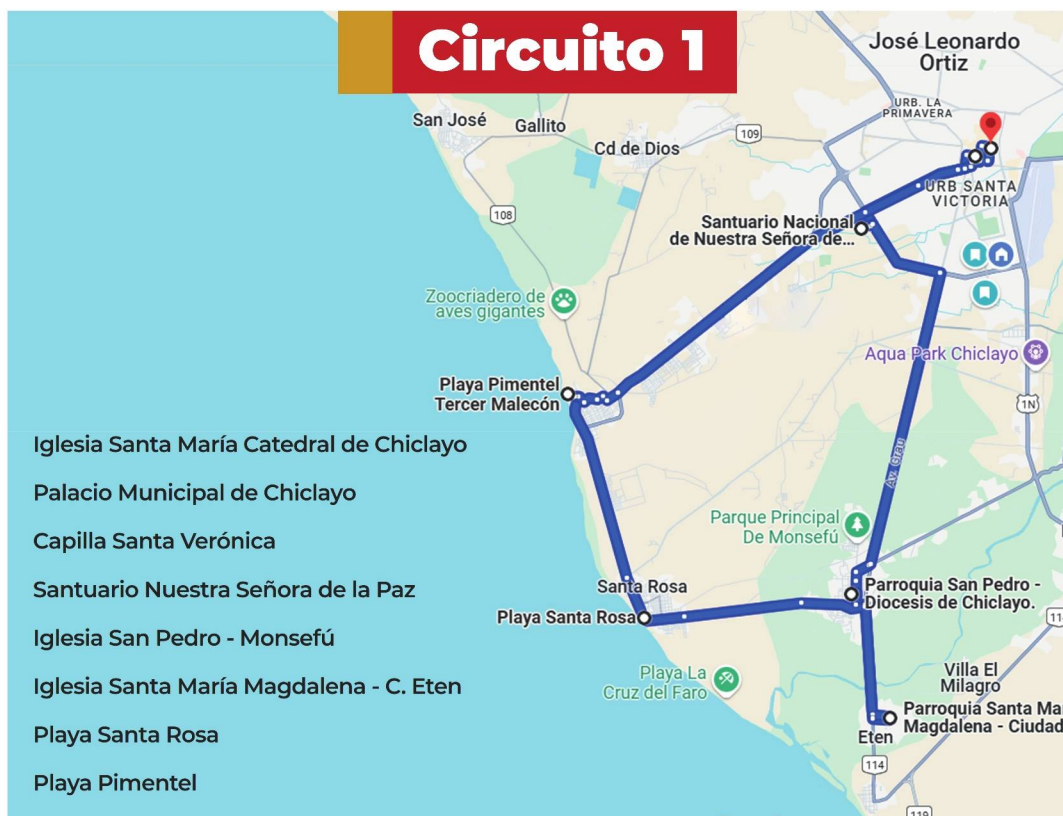 Circuito 1
José Leonardo
Ortiz
URB. LA
PRIMAVERA
San José
Gallito
Cd de Dios
109
URB SANTA
VICTORIA
108
Santuario Nacional
de Nuestra Señora de...
Zoocriadero de
aves gigantes
Aqua Park Chiclayo
Playa Pimentel
Tercer Malecón
1N
Av. Grau
Iglesia Santa María Catedral de Chiclayo
Palacio Municipal de Chiclayo
Capilla Santa Verónica
Santuario Nuestra Señora de la Paz
Iglesia San Pedro - Monsefú
Iglesia Santa María Magdalena - C. Eten
Playa Santa Rosa
Playa Pimentel
Parque Principal
De Monsefú
Santa Rosa
Playa Santa Rosa
Parroquia San Pedro -
Diocesis de Chiclayo.
11
Playa La
Cruz del Faro
Villa El
Milagro
Parroquia Santa Mar
Magdalena - Ciudad
Eten
114
119